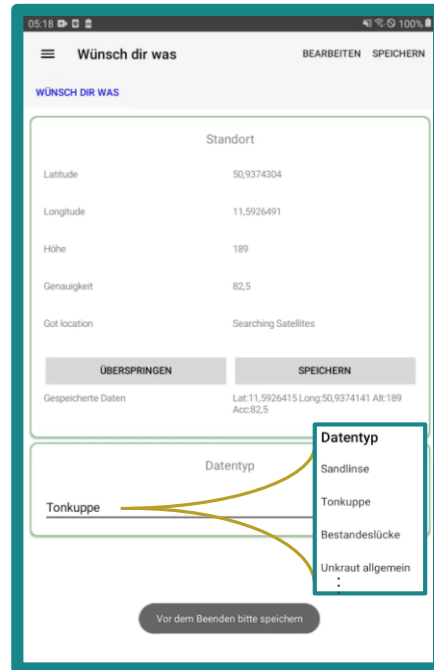 05:18 100%
Wünsch dir was BEARBEITEN SPEICHERN
WÜNSCH DIR WAS
Standort
Latitude 50,9374304
Longitude 11,5926491
Höhe 189
Genauigkeit 82,5
Got location Searching Satellites
ÜBERSPRINGEN SPEICHERN
Gespeicherte Daten Lat:11,5926415 Long:50,9374141 Alt:189
Acc:82,5
Datentyp
Tonkuppe
Datentyp
Sandlinse
Tonkuppe
Bestandeslücke
Unkraut allgemein
⋮
Vor dem Beenden bitte speichern